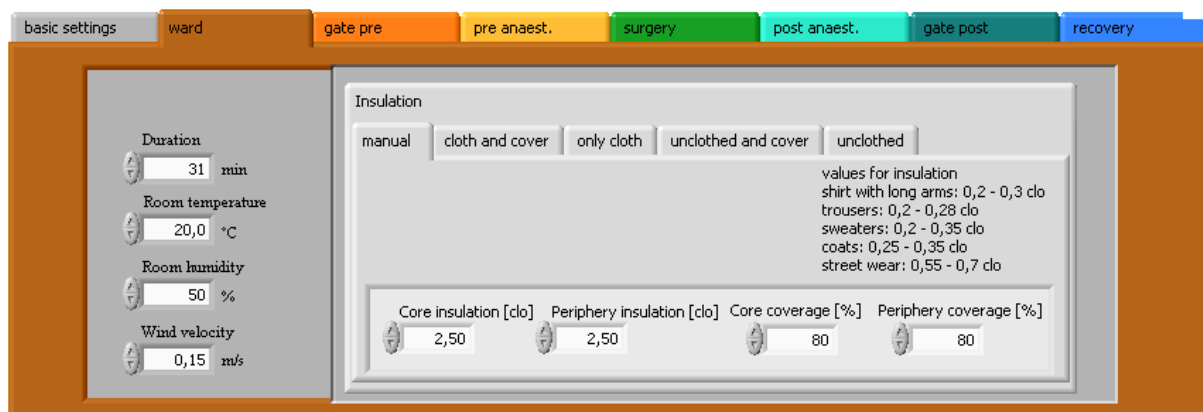 basic settings ward gate pre pre anaest. surgery post anaest. gate post recovery
Insulation
manual cloth and cover only cloth unclothed and cover unclothed
Duration
31 min
Room temperature
20,0 °C
Room humidity
50 %
Wind velocity
0,15 m/s
values for insulation
shirt with long arms: 0,2 - 0,3 clo
trousers: 0,2 - 0,28 clo
sweaters: 0,2 - 0,35 clo
coats: 0,25 - 0,35 clo
street wear: 0,55 - 0,7 clo
Core insulation [clo] Periphery insulation [clo] Core coverage [%] Periphery coverage [%]
2,50 2,50 80 80